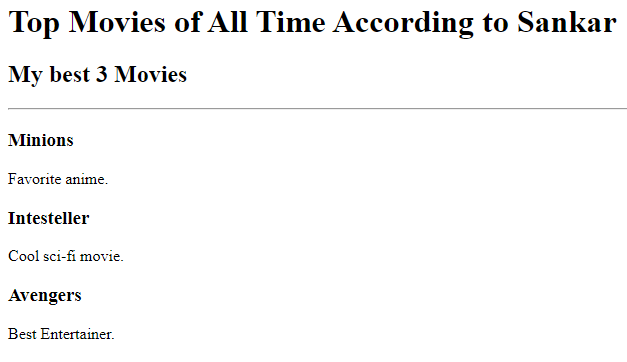 Top Movies of All Time According to Sankar
My best 3 Movies
Minions
Favorite anime.
Intesteller
Cool sci-fi movie.
Avengers
Best Entertainer.